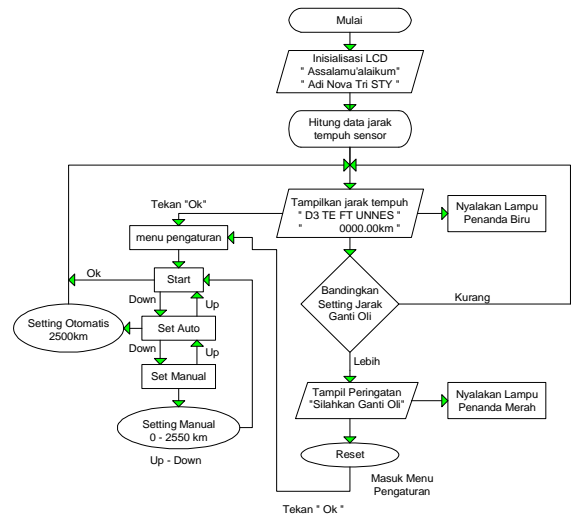 Mulai
Inisialisasi LCD
" Assalamu'alaikum"
" Adi Nova Tri STY "
Hitung data jarak
tempuh sensor
Tampilkan jarak tempuh
" D3 TE FT UNNES "
" 0000.00km "
Nyalakan Lampu
Penanda Biru
Tekan "Ok"
menu pengaturan
Ok
Start
Down
Up
Setting Otomatis
2500km
Set Auto
Down
Up
Set Manual
Setting Manual
0 - 2550 km
Up - Down
Bandingkan
Setting Jarak
Ganti Oli
Kurang
Lebih
Tampil Peringatan
"Silahkan Ganti Oli"
Nyalakan Lampu
Penanda Merah
Reset
Masuk Menu
Pengaturan
Tekan " Ok "